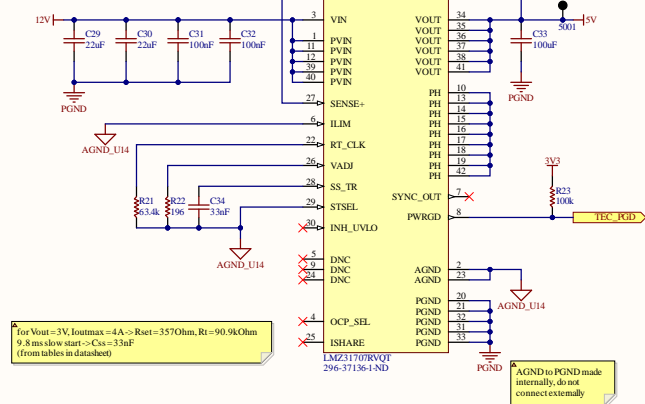 12V
C29
22uF
C30
22uF
C31
100nF
C32
100nF
PGND
3 VIN
1 PVIN
11 PVIN
12 PVIN
39 PVIN
40 PVIN
27 SENSE+
6 ILIM
AGND_U14
22 RT_CLK
26 VADJ
28 SS_TR
29 STSEL
30 INH_UVLO
R21
63.4k
R22
196
C34
33nF
AGND_U14
5 DNC
9 DNC
24 DNC
4 OCP_SEL
25 ISHARE
VOUT 34
VOUT 35
VOUT 36
VOUT 37
VOUT 38
VOUT 41
5001
5V
C33
100uF
PGND
PH 10
PH 13
PH 14
PH 15
PH 16
PH 17
PH 18
PH 19
PH 42
SYNC_OUT 7
PWRGD 8
3V3
R23
100k
TEC_PGD
AGND 2
AGND 23
AGND_U14
PGND 20
PGND 21
PGND 32
PGND 31
PGND 33
PGND
LMZ31707RVQT
296-37136-1-ND
for Vout=3V, Ioutmax=4A->Rset=357Ohm, Rt=90.9kOhm
9.8 ms slow start->Css=33nF
(from tables in datasheet)
AGND to PGND made
internally, do not
connect externally